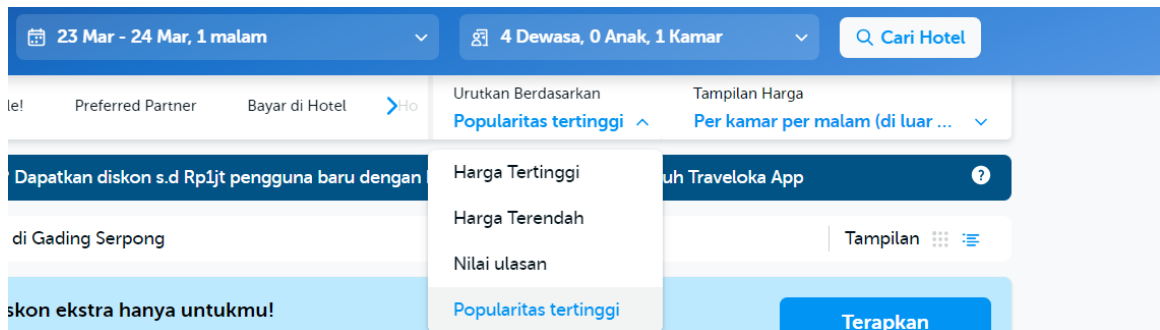 23 Mar - 24 Mar, 1 malam
4 Dewasa, 0 Anak, 1 Kamar
Cari Hotel
le!
Preferred Partner
Bayar di Hotel
Ho
Urutkan Berdasarkan
Popularitas tertinggi
Tampilan Harga
Per kamar per malam (di luar ...
Dapatkan diskon s.d Rp1jt pengguna baru dengan
uh Traveloka App
?
Harga Tertinggi
Harga Terendah
Nilai ulasan
Popularitas tertinggi
di Gading Serpong
Tampilan
skon ekstra hanya untukmu!
Terapkan